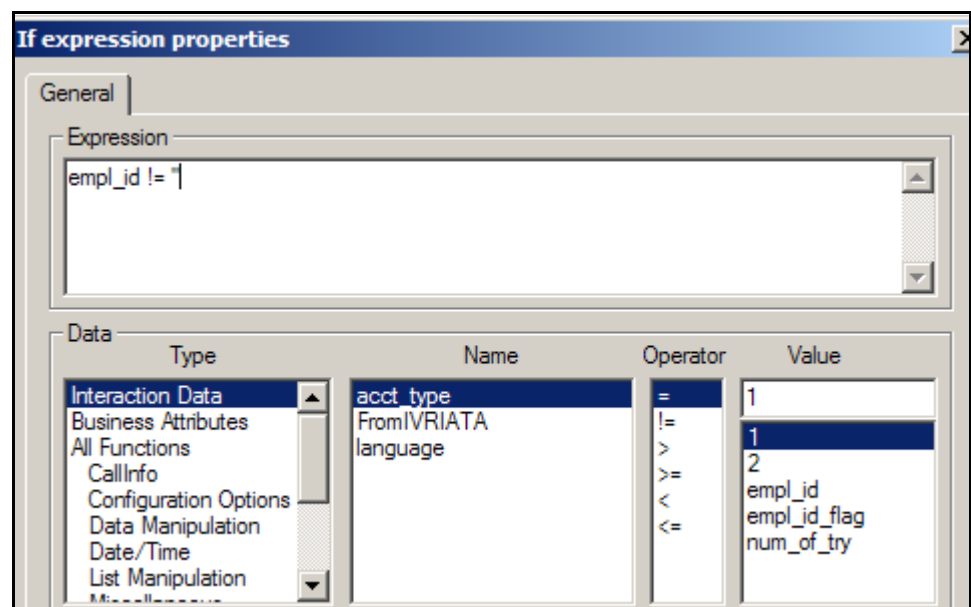 If expression properties
General
Expression
empl_id != ''
Data
Type Name Operator Value
Interaction Data
Business Attributes
All Functions
CallInfo
Configuration Options
Data Manipulation
Date/Time
List Manipulation
acct_type
FromIVRIATA
language
=
!=
>
>=
<
<=
1
1
2
empl_id
empl_id_flag
num_of_try